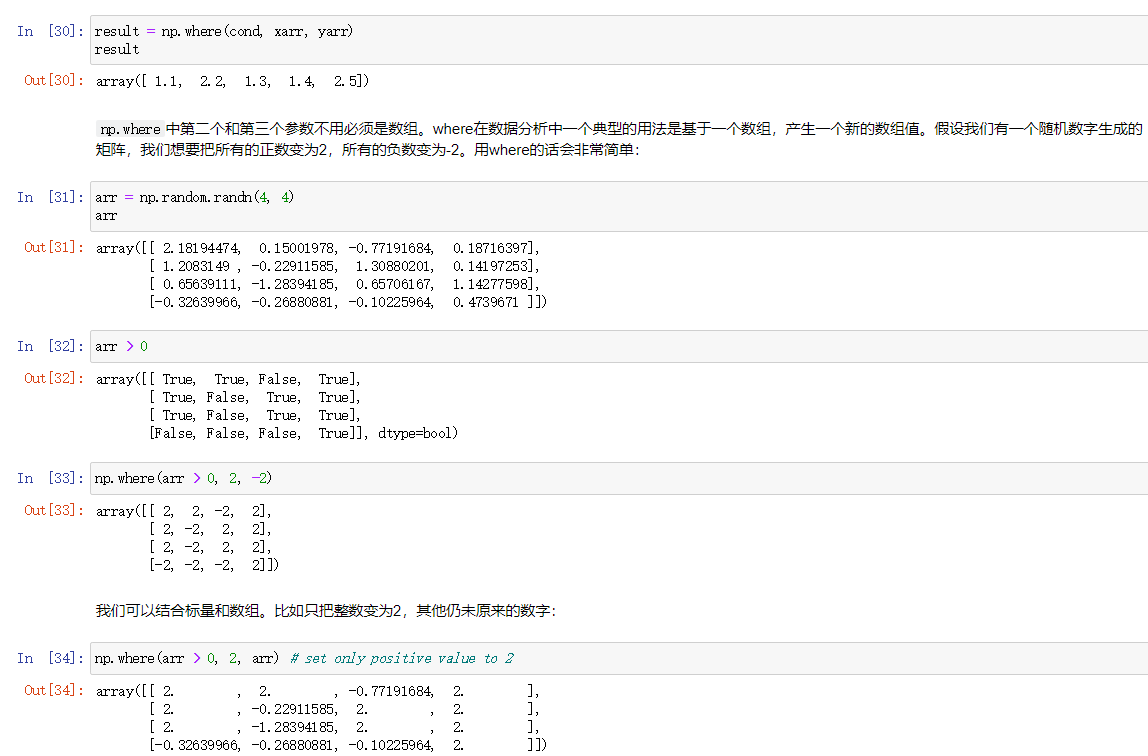 In [30]: result = np.where(cond, xarr, yarr)
result
Out[30]: array([ 1.1,  2.2,  1.3,  1.4,  2.5])
np.where 中第二个和第三个参数不用必须是数组。where在数据分析中一个典型的用法是基于一个数组，产生一个新的数组值。假设我们有一个随机数字生成的
矩阵，我们想要把所有的正数变为2，所有的负数变为-2。用where的话会非常简单：
In [31]: arr = np.random.randn(4, 4)
arr
Out[31]: array([[ 2.18194474,  0.15001978, -0.77191684,  0.18716397],
[ 1.2083149 , -0.22911585,  1.30880201,  0.14197253],
[ 0.65639111, -1.28394185,  0.65706167,  1.14277598],
[-0.32639966, -0.26880881, -0.10225964,  0.4739671 ]])
In [32]: arr > 0
Out[32]: array([[ True,  True, False,  True],
[ True, False,  True,  True],
[ True, False,  True,  True],
[False, False, False,  True]], dtype=bool)
In [33]: np.where(arr > 0, 2, -2)
Out[33]: array([[ 2,  2, -2,  2],
[ 2, -2,  2,  2],
[ 2, -2,  2,  2],
[-2, -2, -2,  2]])
我们可以结合标量和数组。比如只把整数变为2，其他仍未原来的数字：
In [34]: np.where(arr > 0, 2, arr) # set only positive value to 2
Out[34]: array([[ 2.        ,  2.        , -0.77191684,  2.        ],
[ 2.        , -0.22911585,  2.        ,  2.        ],
[ 2.        , -1.28394185,  2.        ,  2.        ],
[-0.32639966, -0.26880881, -0.10225964,  2.        ]])